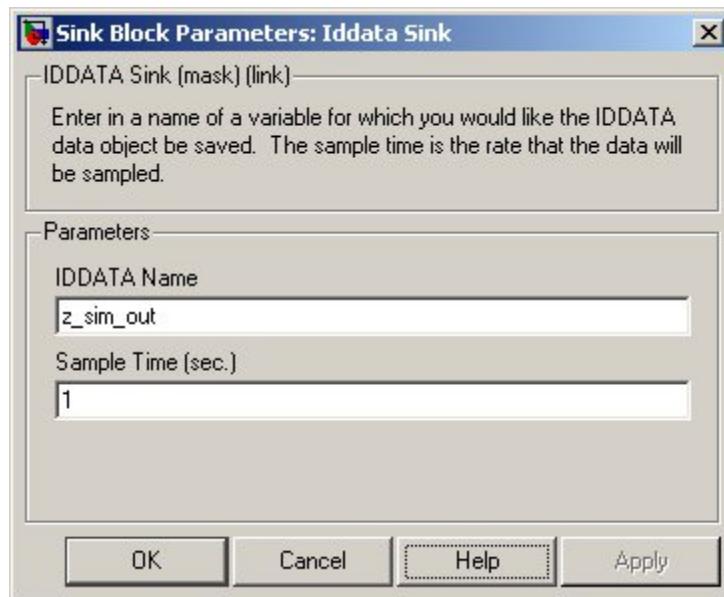 Sink Block Parameters: Iddata Sink
IDDATA Sink (mask) (link)
Enter in a name of a variable for which you would like the IDDATA
data object be saved.  The sample time is the rate that the data will
be sampled.
Parameters
IDDATA Name
z_sim_out
Sample Time (sec.)
1
OK
Cancel
Help
Apply